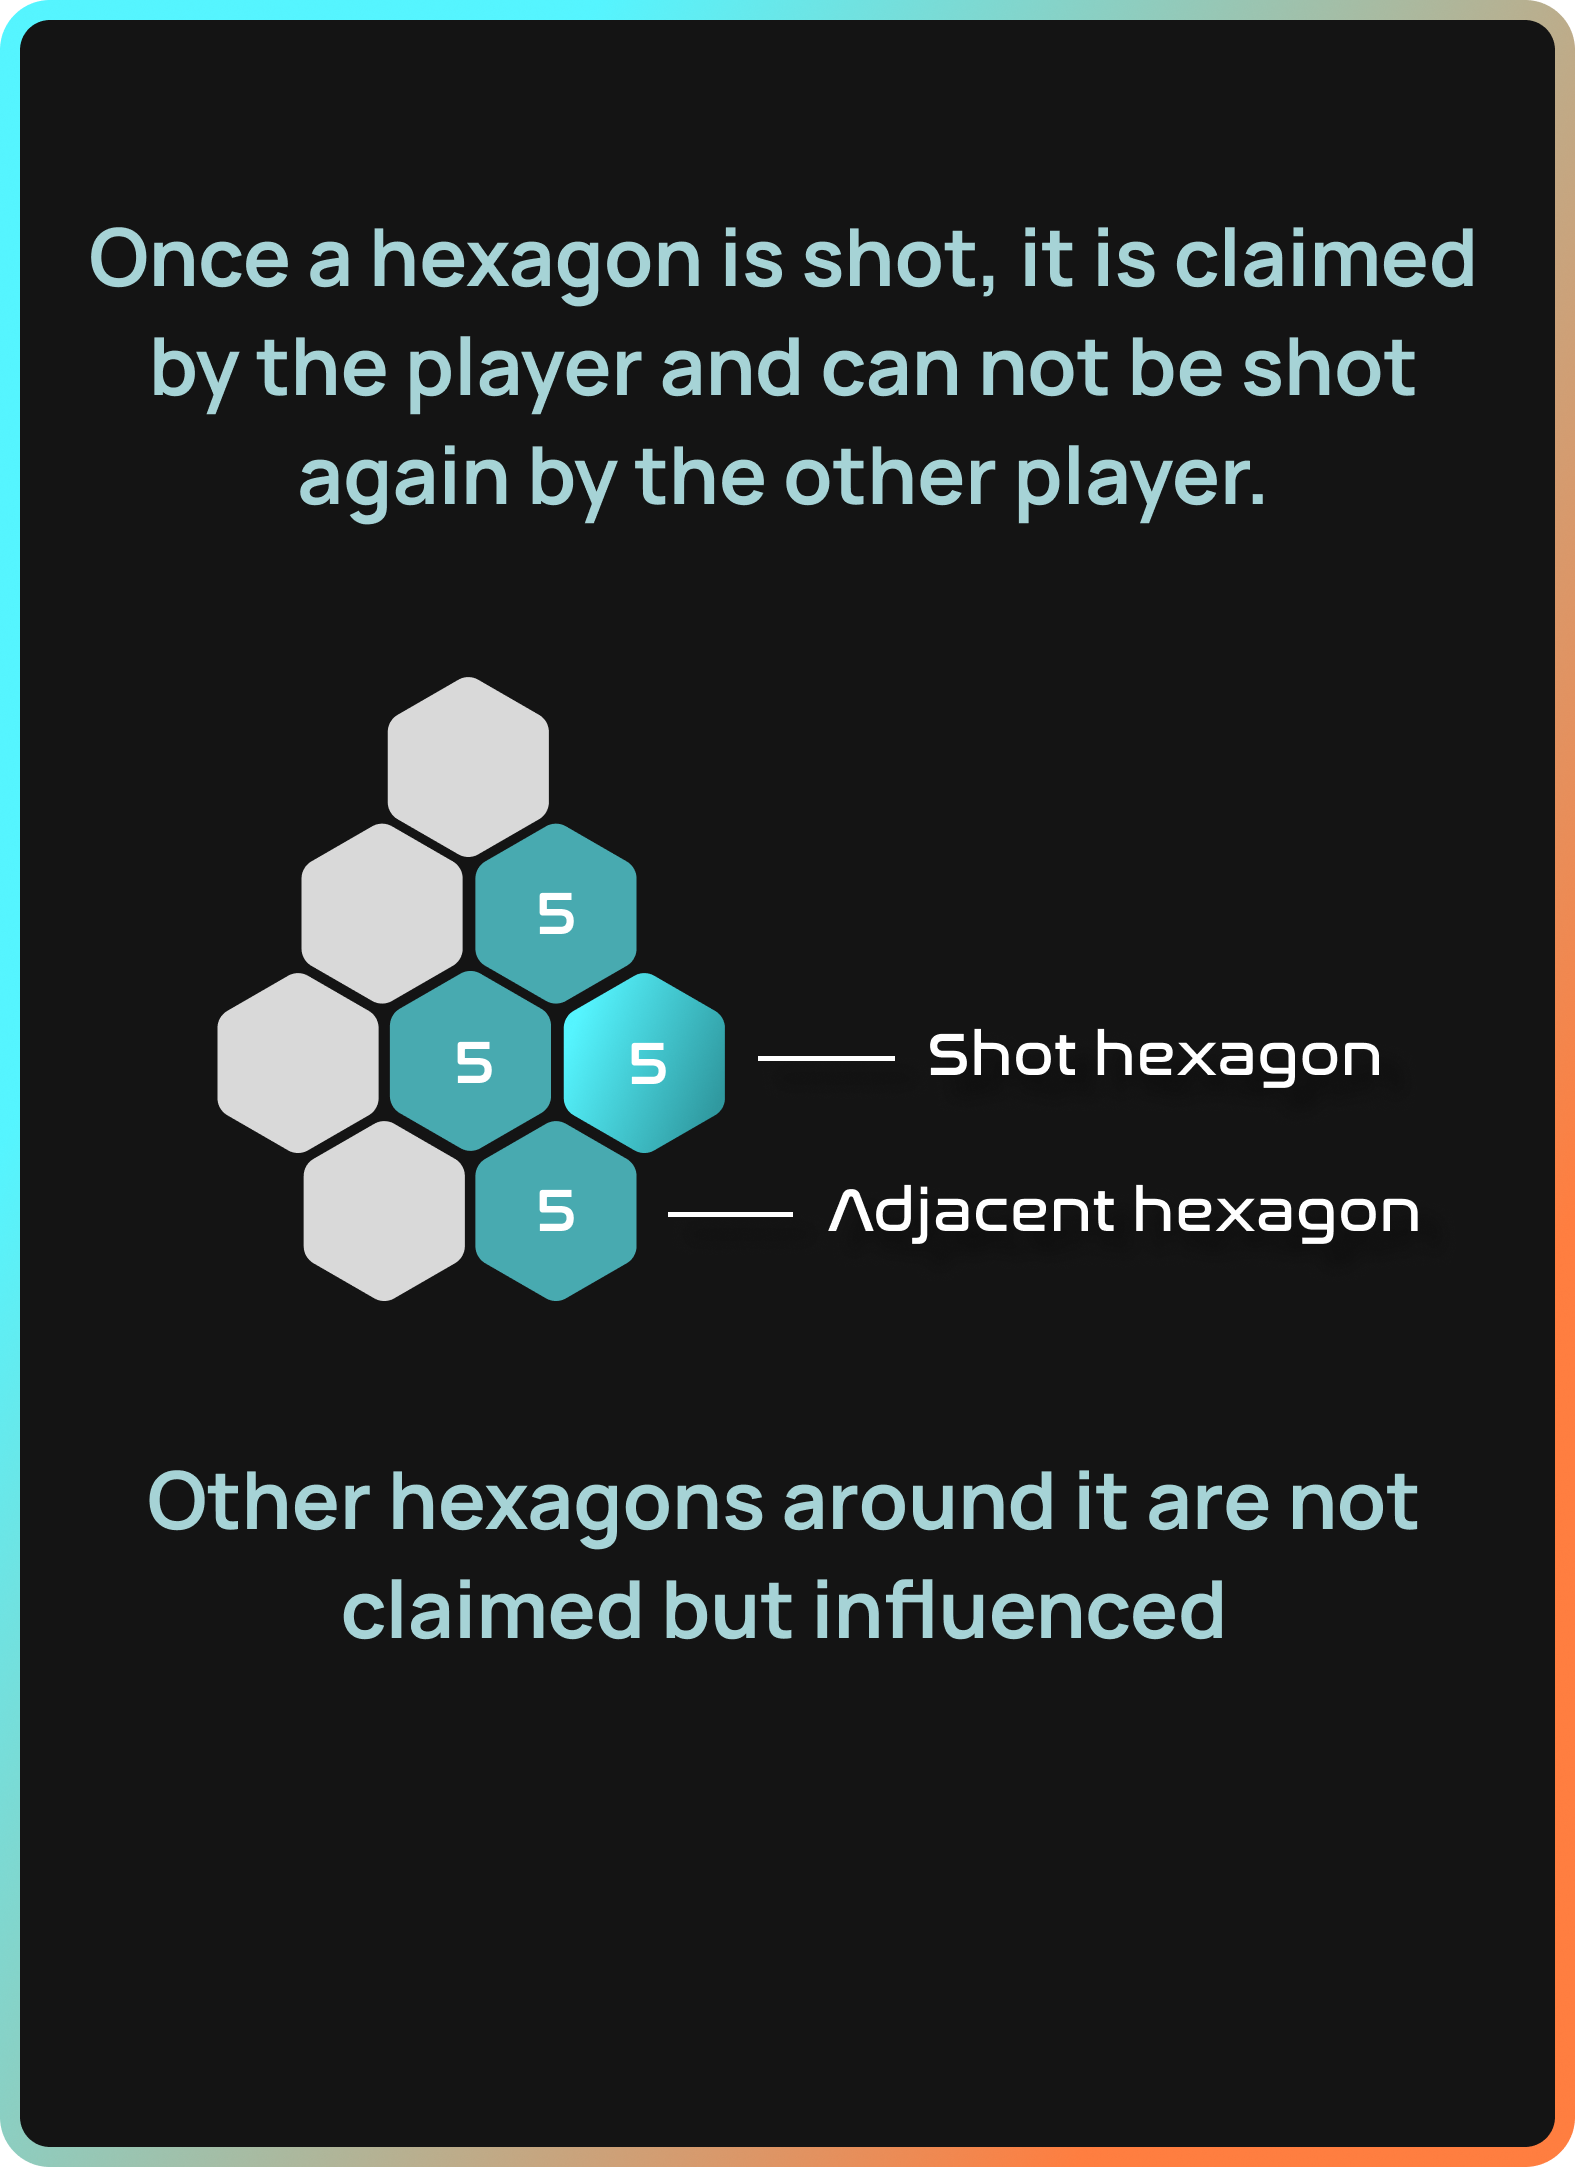 Once a hexagon is shot, it is claimed
by the player and can not be shot
again by the other player.
5
5 5 Shot hexagon
5 Adjacent hexagon
Other hexagons around it are not
claimed but influenced